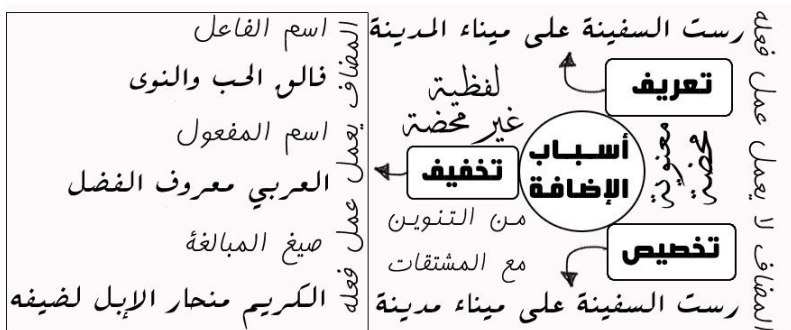 المضاف لا يعمل عمل فعله
رست السفينة على ميناء المدينة
تعريف
معنوية
محضة
أسباب
الإضافة
تخصيص
رست السفينة على ميناء مدينة
لفظية
غير محضة
تخفيف
من التنوين
مع المشتقات
المضاف يعمل عمل فعله
اسم الفاعل
فالق الحب والنوى
اسم المفعول
العربي معروف الفضل
صيغ المبالغة
الكريم منحار الإبل لضيفه